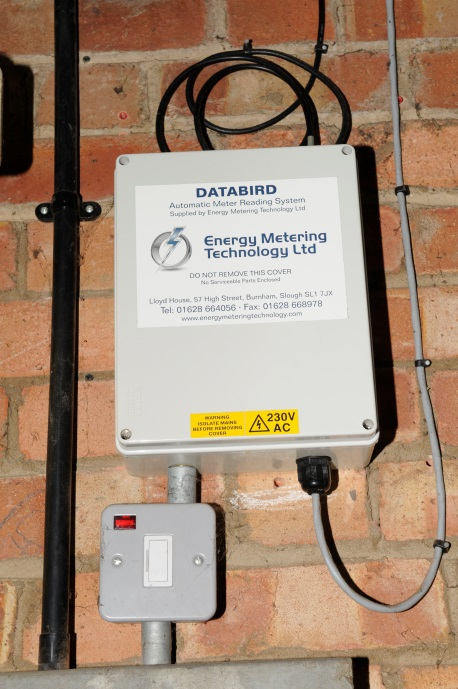 DATABIRD
Automatic Meter Reading System
Supplied by Energy Metering Technology Ltd
Energy Metering
Technology Ltd
DO NOT REMOVE THIS COVER
No Serviceable Parts Enclosed
Lloyd House, 57 High Street, Burnham, Slough SL1 7JX
Tel: 01628 664056 · Fax: 01628 668978
www.energymeteringtechnology.com
WARNING
ISOLATE MAINS
BEFORE REMOVING
COVER
230V
AC